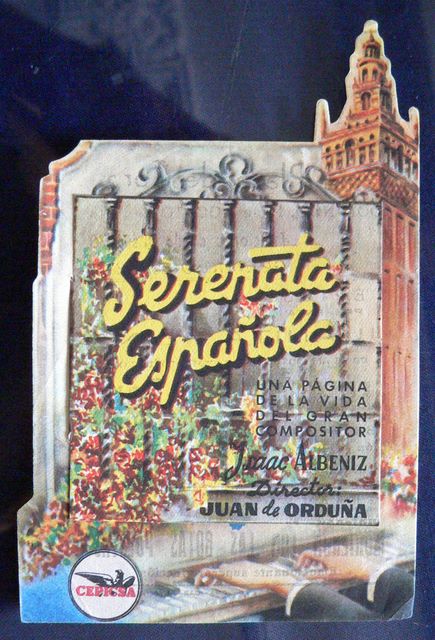 Serenata
Española
UNA PÁGINA
DE LA VIDA
DEL GRAN
COMPOSITOR
Isaac ALBENIZ
Director:
JUAN de ORDUÑA
CEPICSA